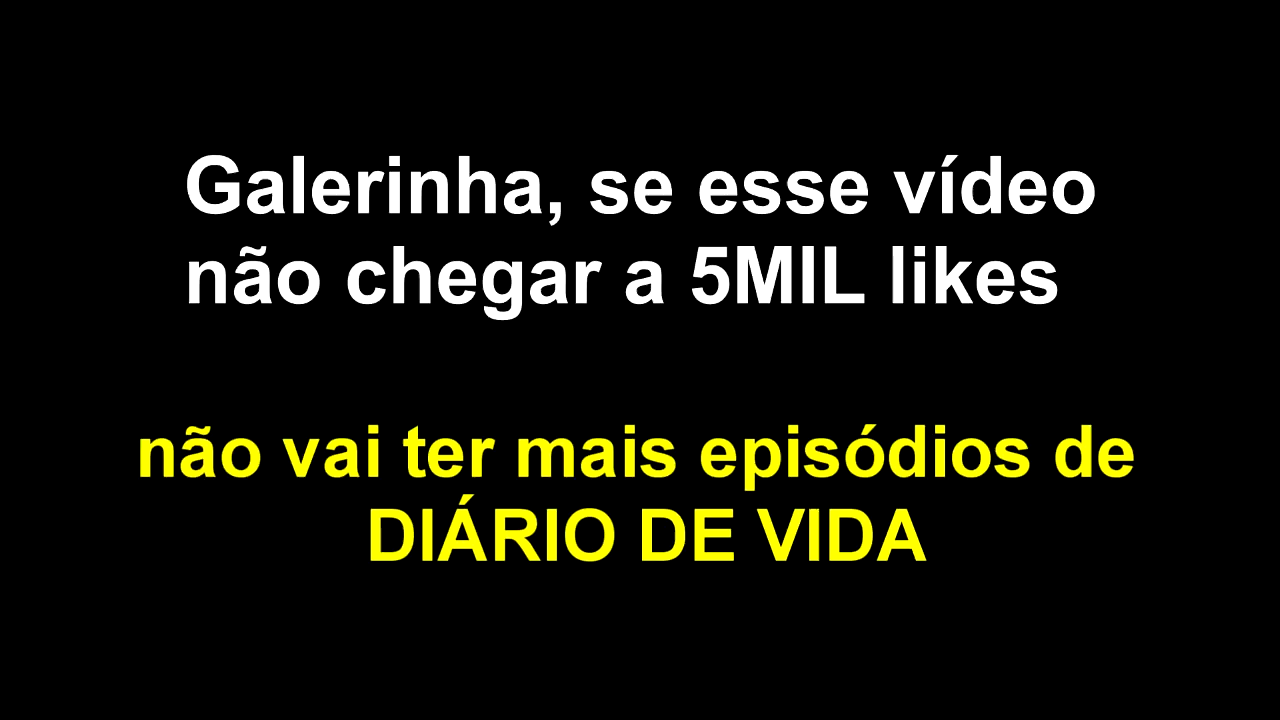 Galerinha, se esse vídeo
não chegar a 5MIL likes
não vai ter mais episódios de
DIÁRIO DE VIDA